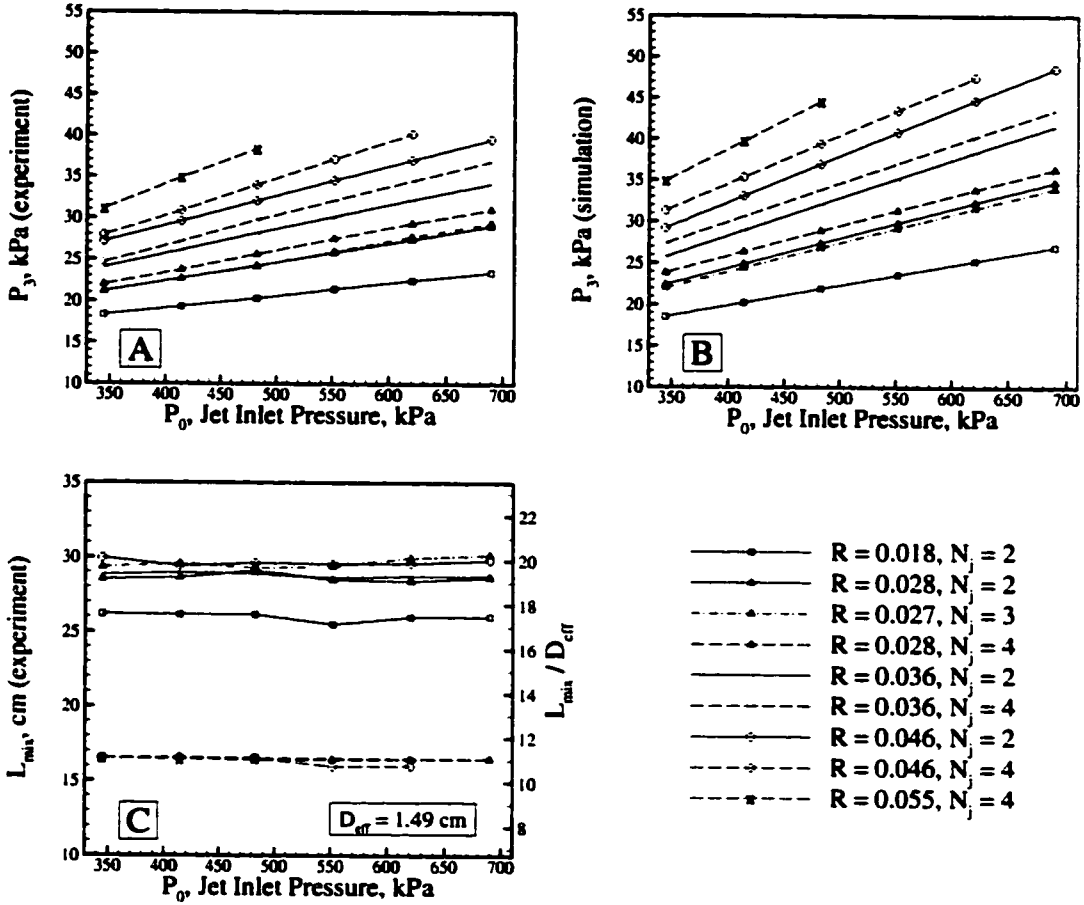 55
50
45
40
35
30
25
20
15
10
P3, kPa (experiment)
A
350 400 450 500 550 600 650 700
P0, Jet Inlet Pressure, kPa
55
50
45
40
35
30
25
20
15
10
P3, kPa (simulation)
B
350 400 450 500 550 600 650 700
P0, Jet Inlet Pressure, kPa
35
30
25
20
15
10
Lmix, cm (experiment)
22
20
18
16
14
12
10
8
Lmix / Deff
C
Deff = 1.49 cm
350 400 450 500 550 600 650 700
P0, Jet Inlet Pressure, kPa
R = 0.018, Nj = 2
R = 0.028, Nj = 2
R = 0.027, Nj = 3
R = 0.028, Nj = 4
R = 0.036, Nj = 2
R = 0.036, Nj = 4
R = 0.046, Nj = 2
R = 0.046, Nj = 4
R = 0.055, Nj = 4